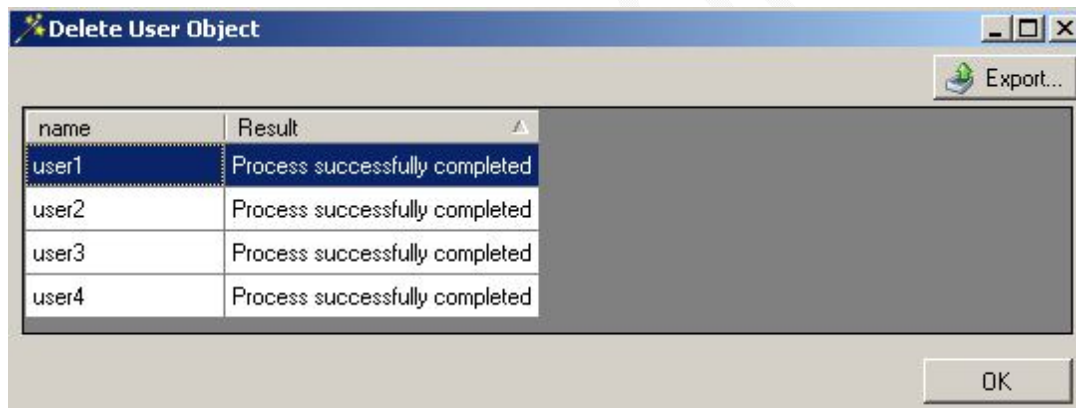 Delete User Object
Export...
name Result
user1 Process successfully completed
user2 Process successfully completed
user3 Process successfully completed
user4 Process successfully completed
OK